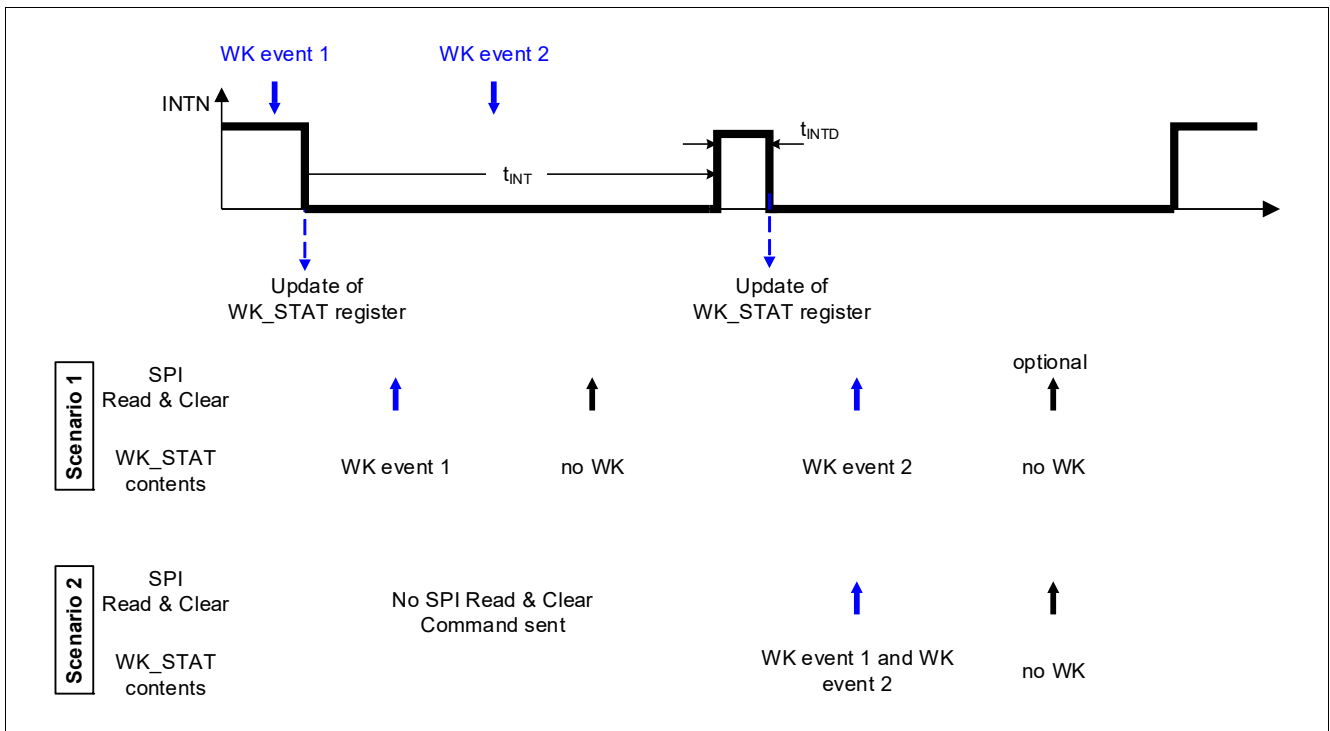 WK event 1
WK event 2
INTN
tINTD
tINT
Update of
WK_STAT register
Update of
WK_STAT register
Scenario 1
SPI
Read & Clear
optional
WK_STAT
contents
WK event 1
no WK
WK event 2
no WK
Scenario 2
SPI
Read & Clear
No SPI Read & Clear
Command sent
WK_STAT
contents
WK event 1 and WK
event 2
no WK